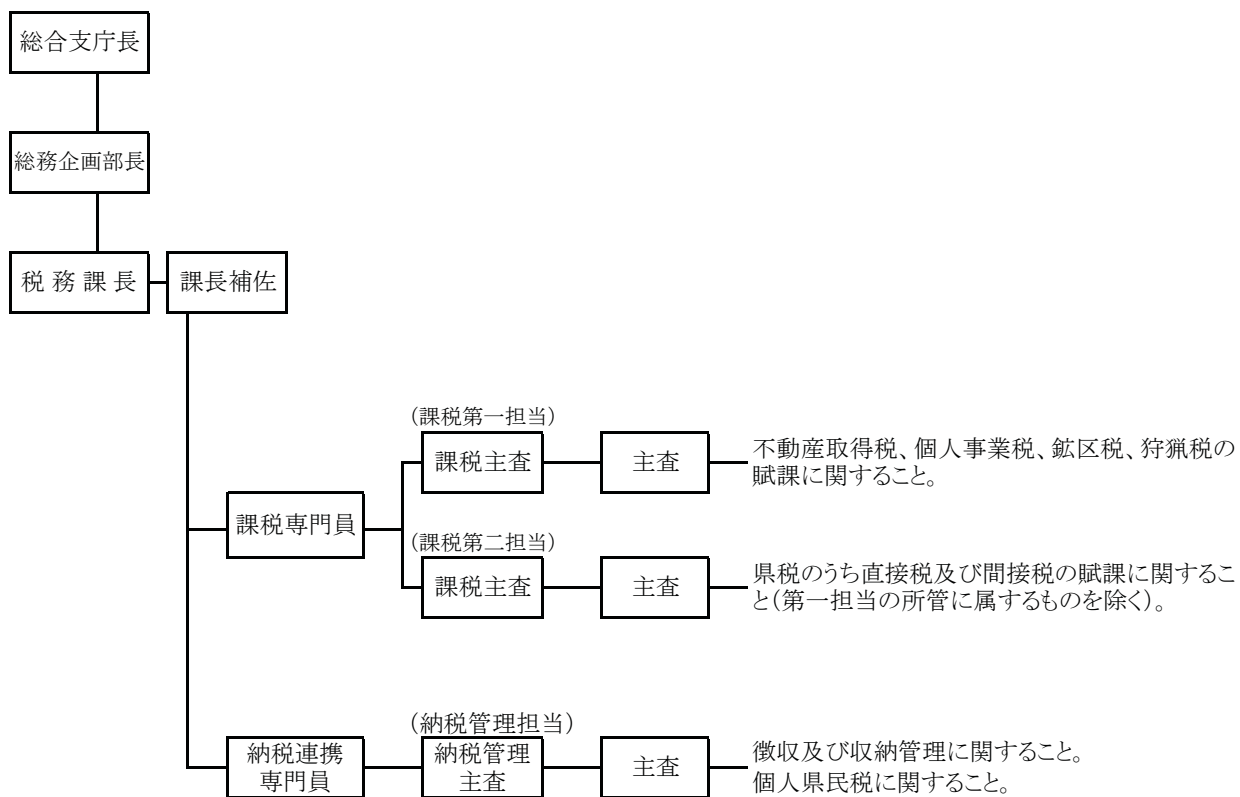 総合支庁長
総務企画部長
税務課長
課長補佐
(課税第一担当)
課税主査
主査
不動産取得税、個人事業税、鉱区税、狩猟税の
賦課に関すること。
課税専門員
(課税第二担当)
課税主査
主査
県税のうち直接税及び間接税の賦課に関するこ
と(第一担当の所管に属するものを除く)。
(納税管理担当)
納税連携
専門員
納税管理
主査
主査
徴収及び収納管理に関すること。
個人県民税に関すること。